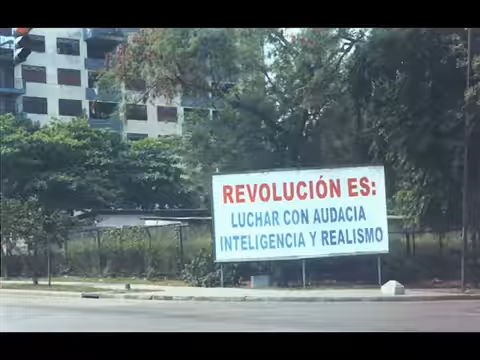 REVOLUCIÓN ES:
LUCHAR CON AUDACIA
INTELIGENCIA Y REALISMO